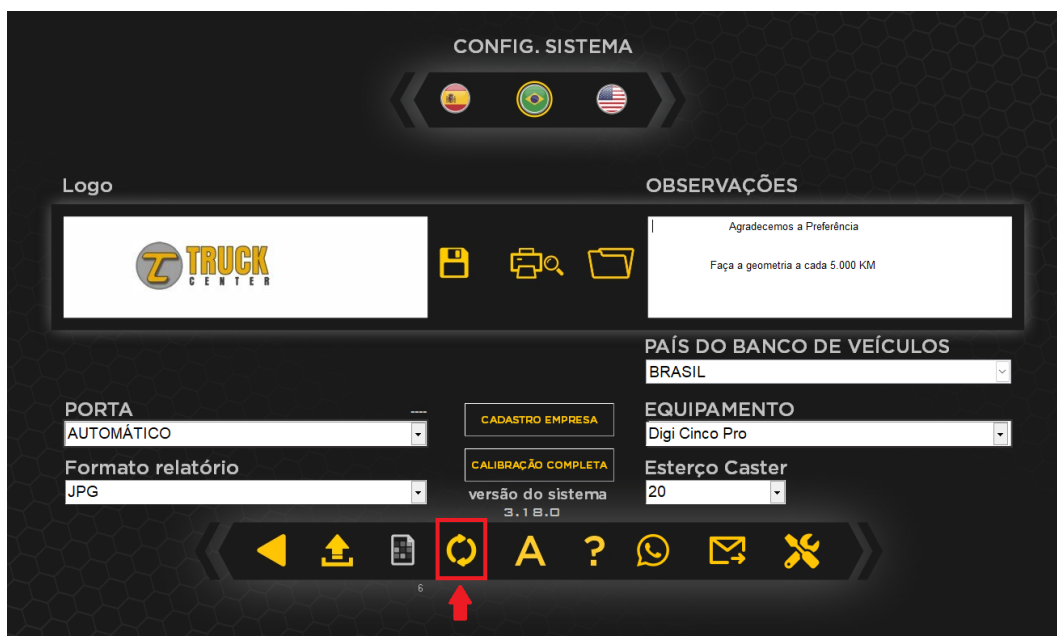 CONFIG. SISTEMA
Logo
OBSERVAÇÕES
TC TRUCK
CENTER
Agradecemos a Preferência
Faça a geometria a cada 5.000 KM
PAÍS DO BANCO DE VEÍCULOS
BRASIL
PORTA ----
AUTOMÁTICO
CADASTRO EMPRESA
EQUIPAMENTO
Digi Cinco Pro
Formato relatório
JPG
CALIBRAÇÃO COMPLETA
versão do sistema
3.18.0
Esterço Caster
20
A ?
6